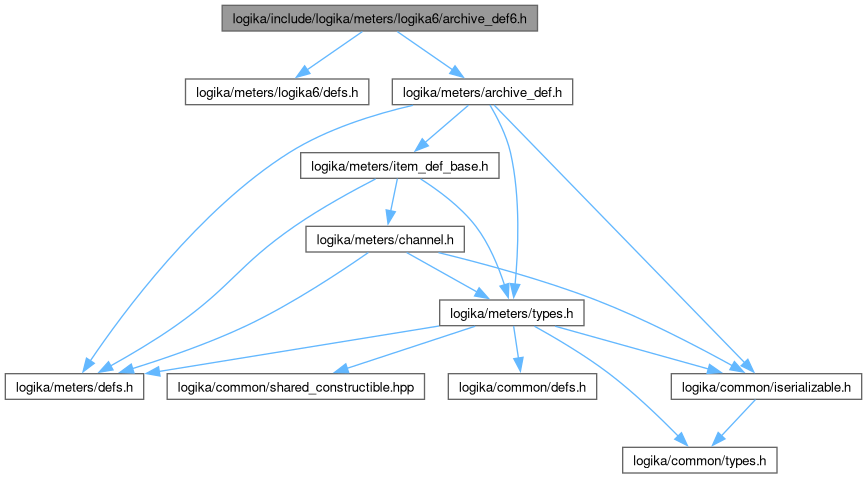 logika/include/logika/meters/logika6/archive_def6.h
logika/meters/logika6/defs.h
logika/meters/archive_def.h
logika/meters/item_def_base.h
logika/meters/channel.h
logika/meters/types.h
logika/meters/defs.h
logika/common/shared_constructible.hpp
logika/common/defs.h
logika/common/iserializable.h
logika/common/types.h